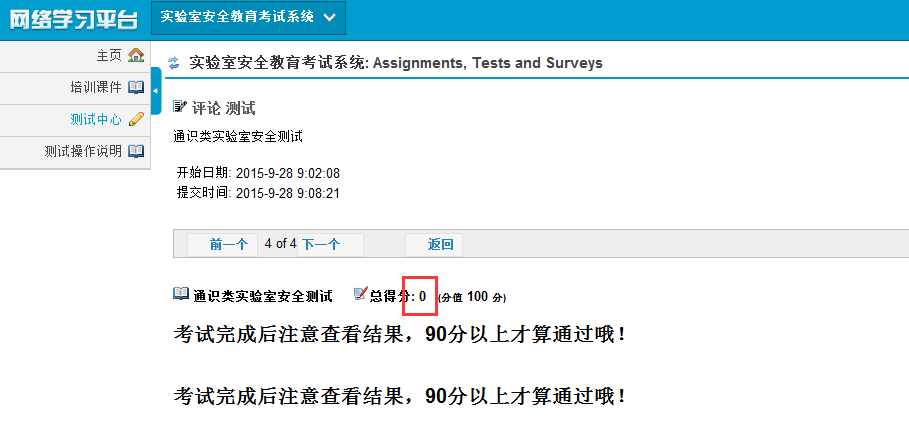 网络学习平台
实验室安全教育考试系统
主页
培训课件
测试中心
测试操作说明
实验室安全教育考试系统: Assignments, Tests and Surveys
评论 测试
通识类实验室安全测试
开始日期: 2015-9-28 9:02:08
提交时间: 2015-9-28 9:08:21
前一个 4 of 4 下一个 返回
通识类实验室安全测试 总得分: 0 (分值 100 分)
考试完成后注意查看结果，90分以上才算通过哦！
考试完成后注意查看结果，90分以上才算通过哦！